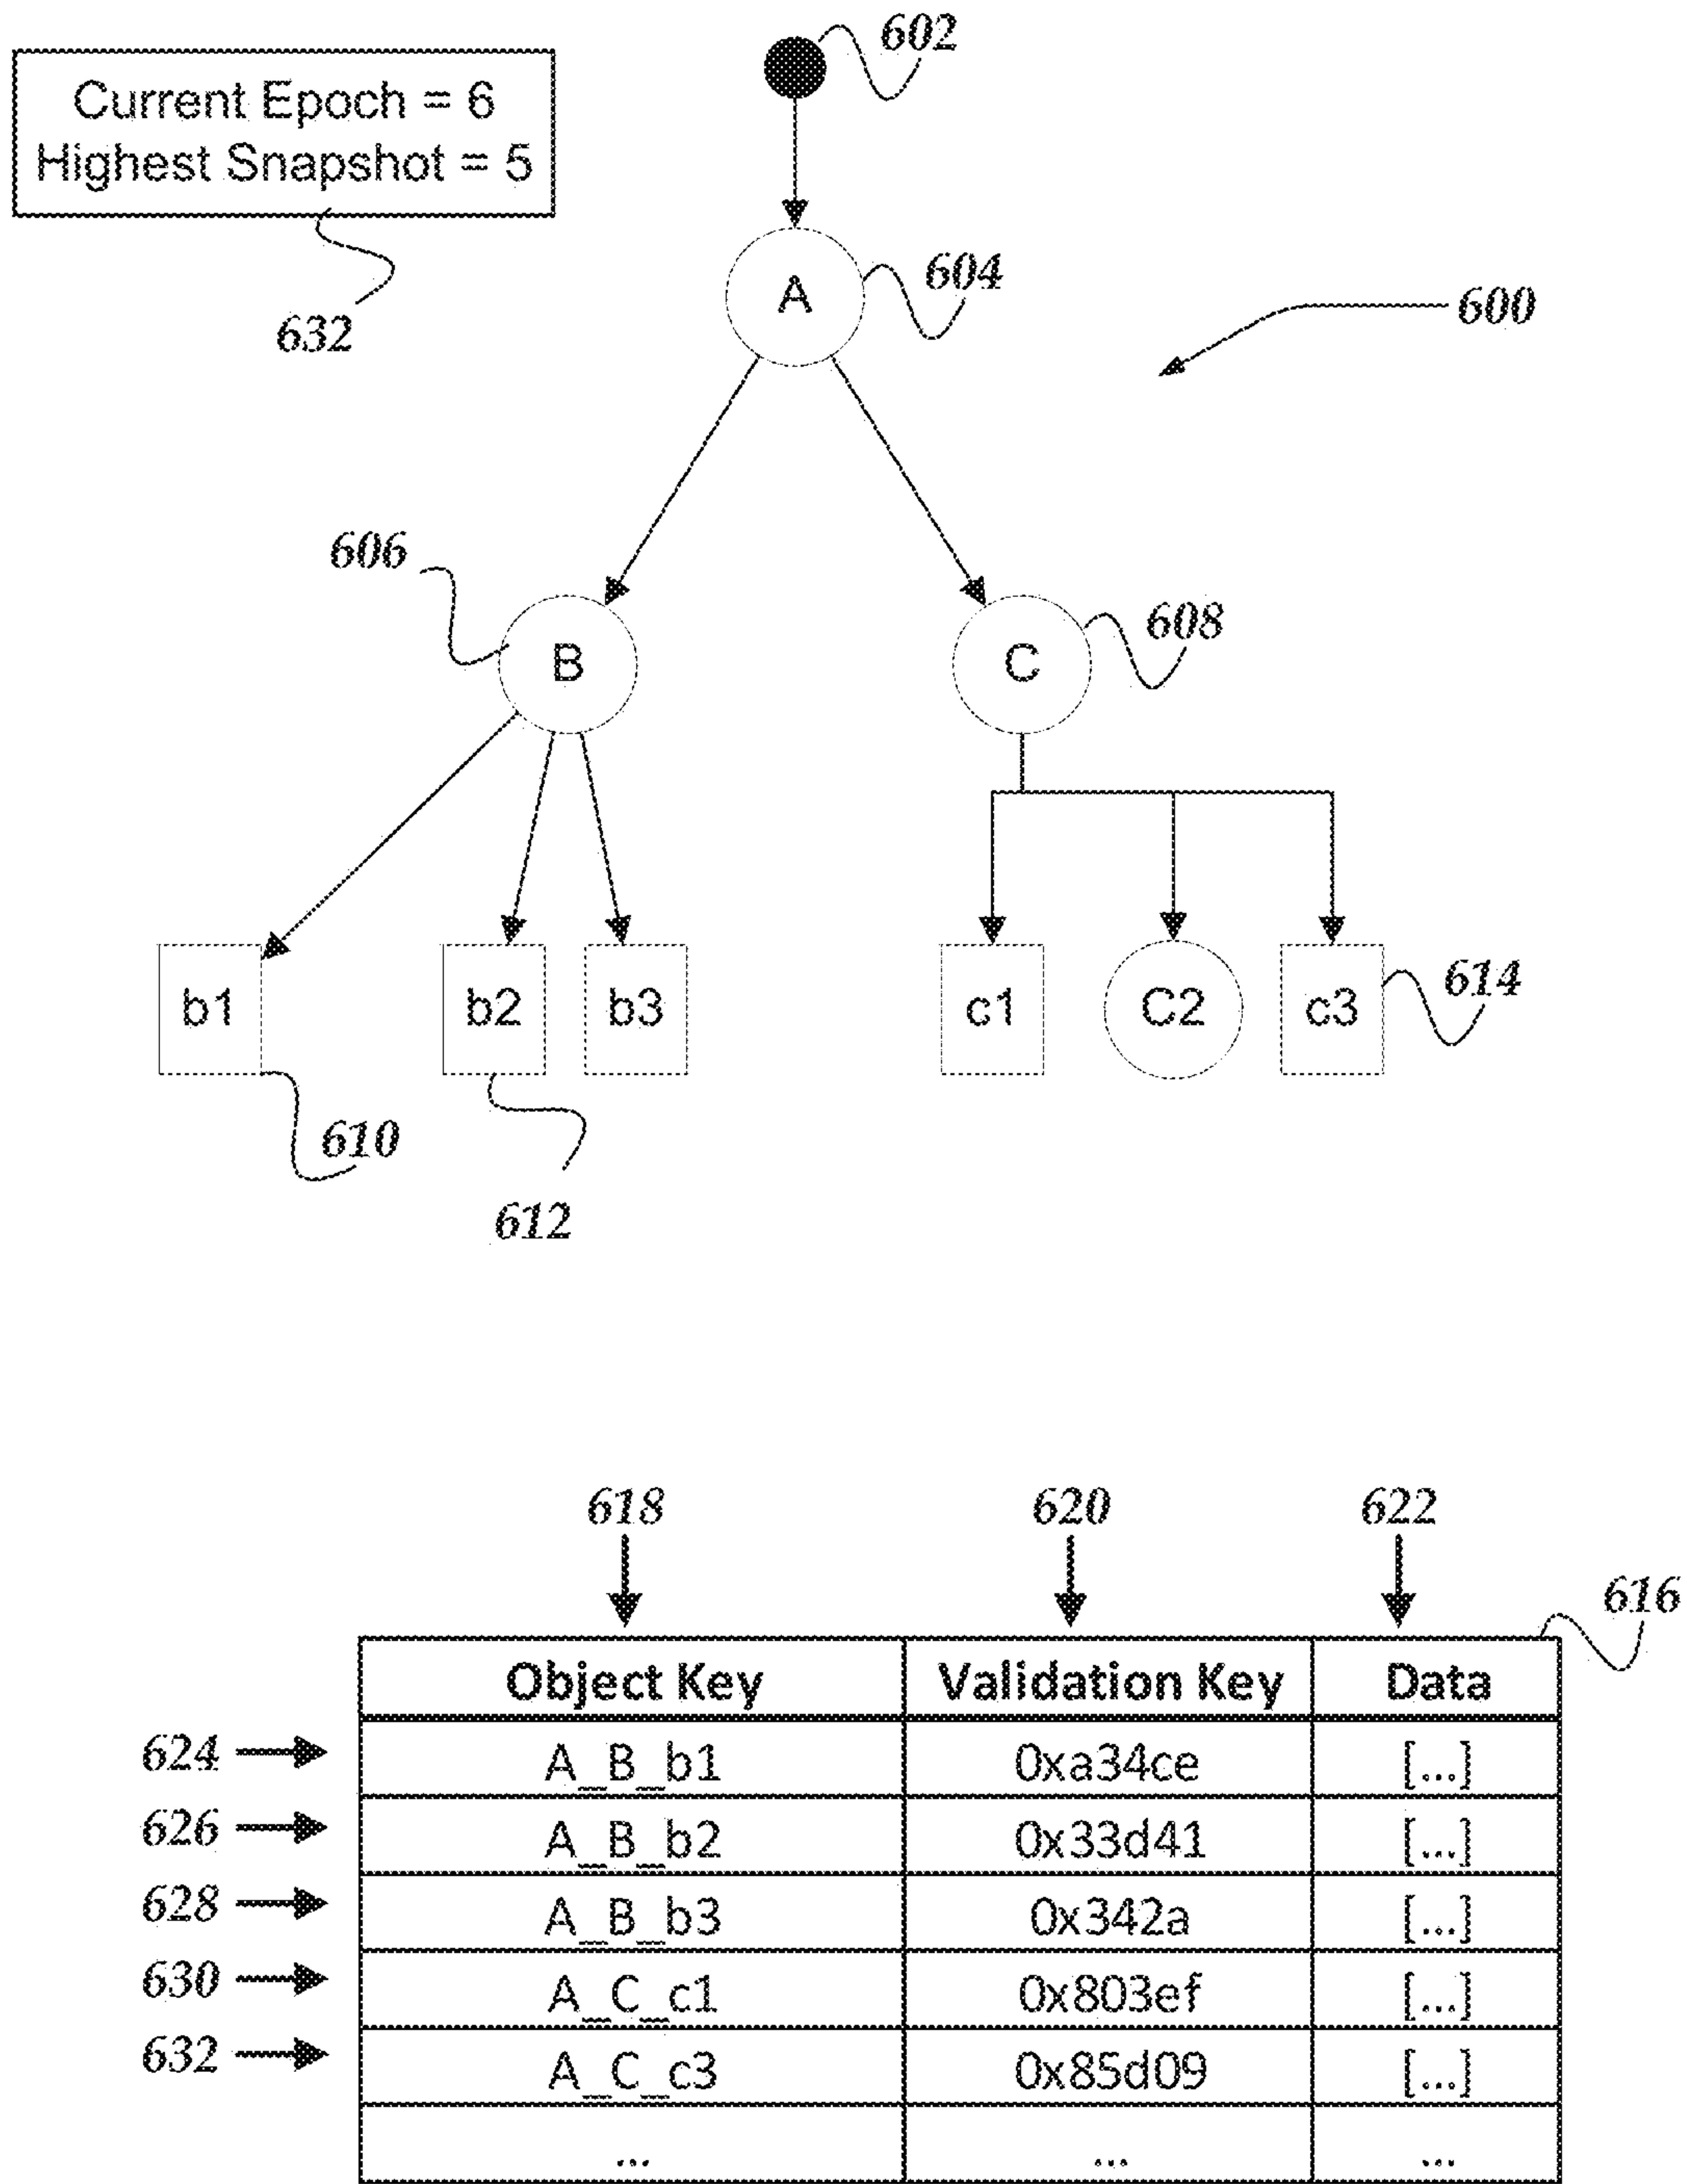 602
Current Epoch = 6
Highest Snapshot = 5
632
A
604
600
606
B
C
608
b1
b2
b3
c1
C2
c3
614
610
612
618
620
622
616
Object Key Validation Key Data
624 A_B_b1 0xa34ce [...]
626 A_B_b2 0x33d41 [...]
628 A_B_b3 0x342a [...]
630 A_C_c1 0x803ef [...]
632 A_C_c3 0x85d09 [...]
... ... ...